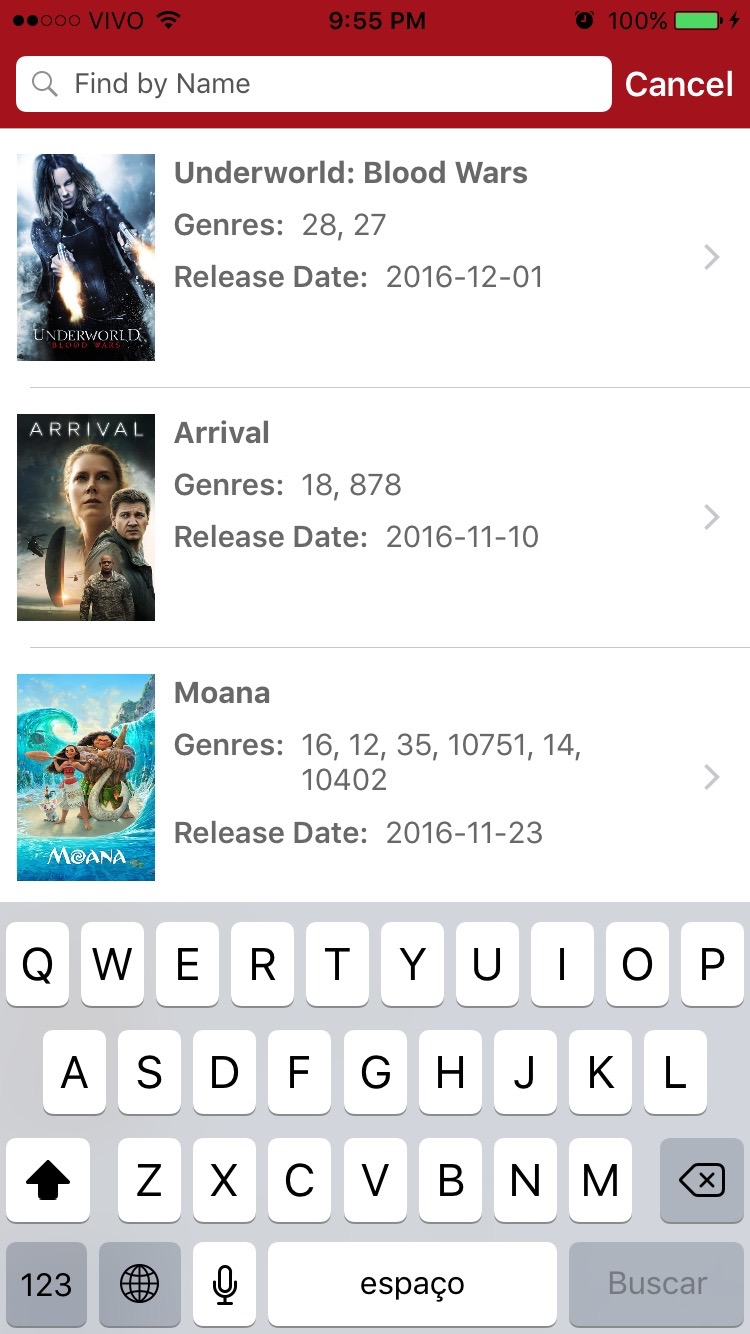 VIVO 9:55 PM 100%
Find by Name Cancel
UNDERWORLD
BLOOD WARS
Underworld: Blood Wars
Genres: 28, 27
Release Date: 2016-12-01
ARRIVAL
Arrival
Genres: 18, 878
Release Date: 2016-11-10
MOANA
Moana
Genres: 16, 12, 35, 10751, 14,
10402
Release Date: 2016-11-23
Q W E R T Y U I O P
A S D F G H J K L
Z X C V B N M
123 espaço Buscar